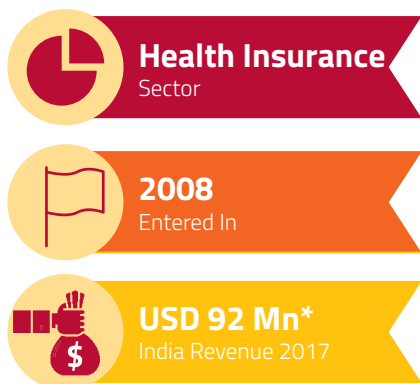 Health Insurance
Sector
2008
Entered In
$
USD 92 Mn*
India Revenue 2017